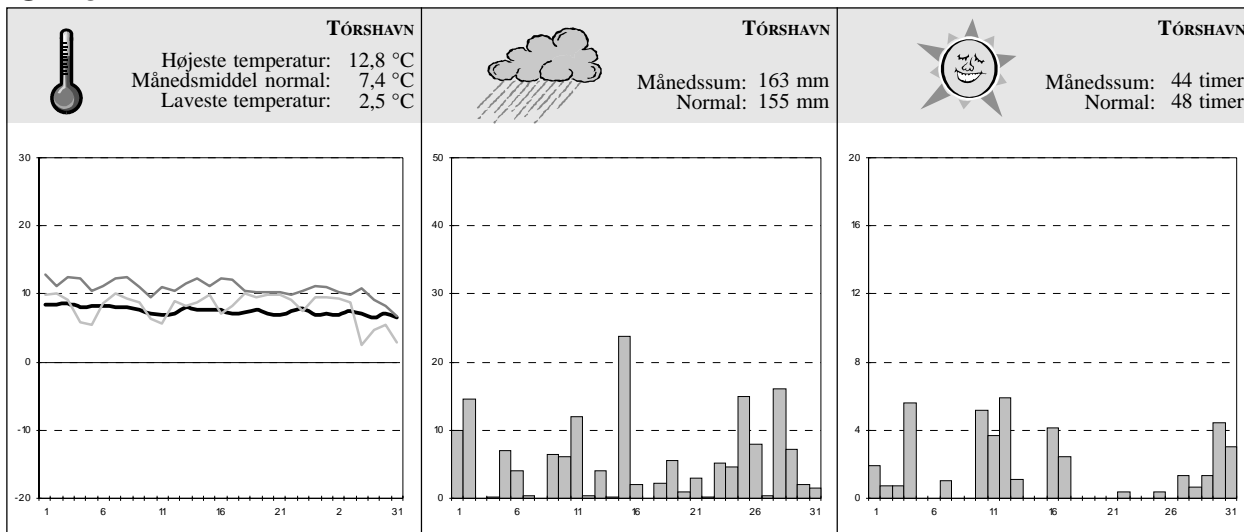 TÓRSHAVN
Højeste temperatur: 12,8 °C
Månedsmiddel normal: 7,4 °C
Laveste temperatur: 2,5 °C
30
20
10
0
-10
-20
1 6 11 16 21 2 31
TÓRSHAVN
Månedssum: 163 mm
Normal: 155 mm
50
40
30
20
10
0
1 6 11 16 21 26 31
TÓRSHAVN
Månedssum: 44 timer
Normal: 48 timer
20
16
12
8
4
0
1 6 11 16 21 26 31